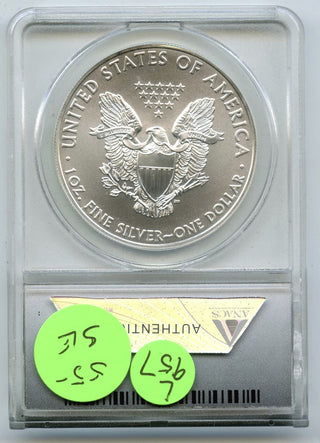 UNITED STATES OF AMERICA
1 OZ. FINE SILVER~ONE DOLLAR
ANACS
AUTHENTIC
SE
55-
L
957